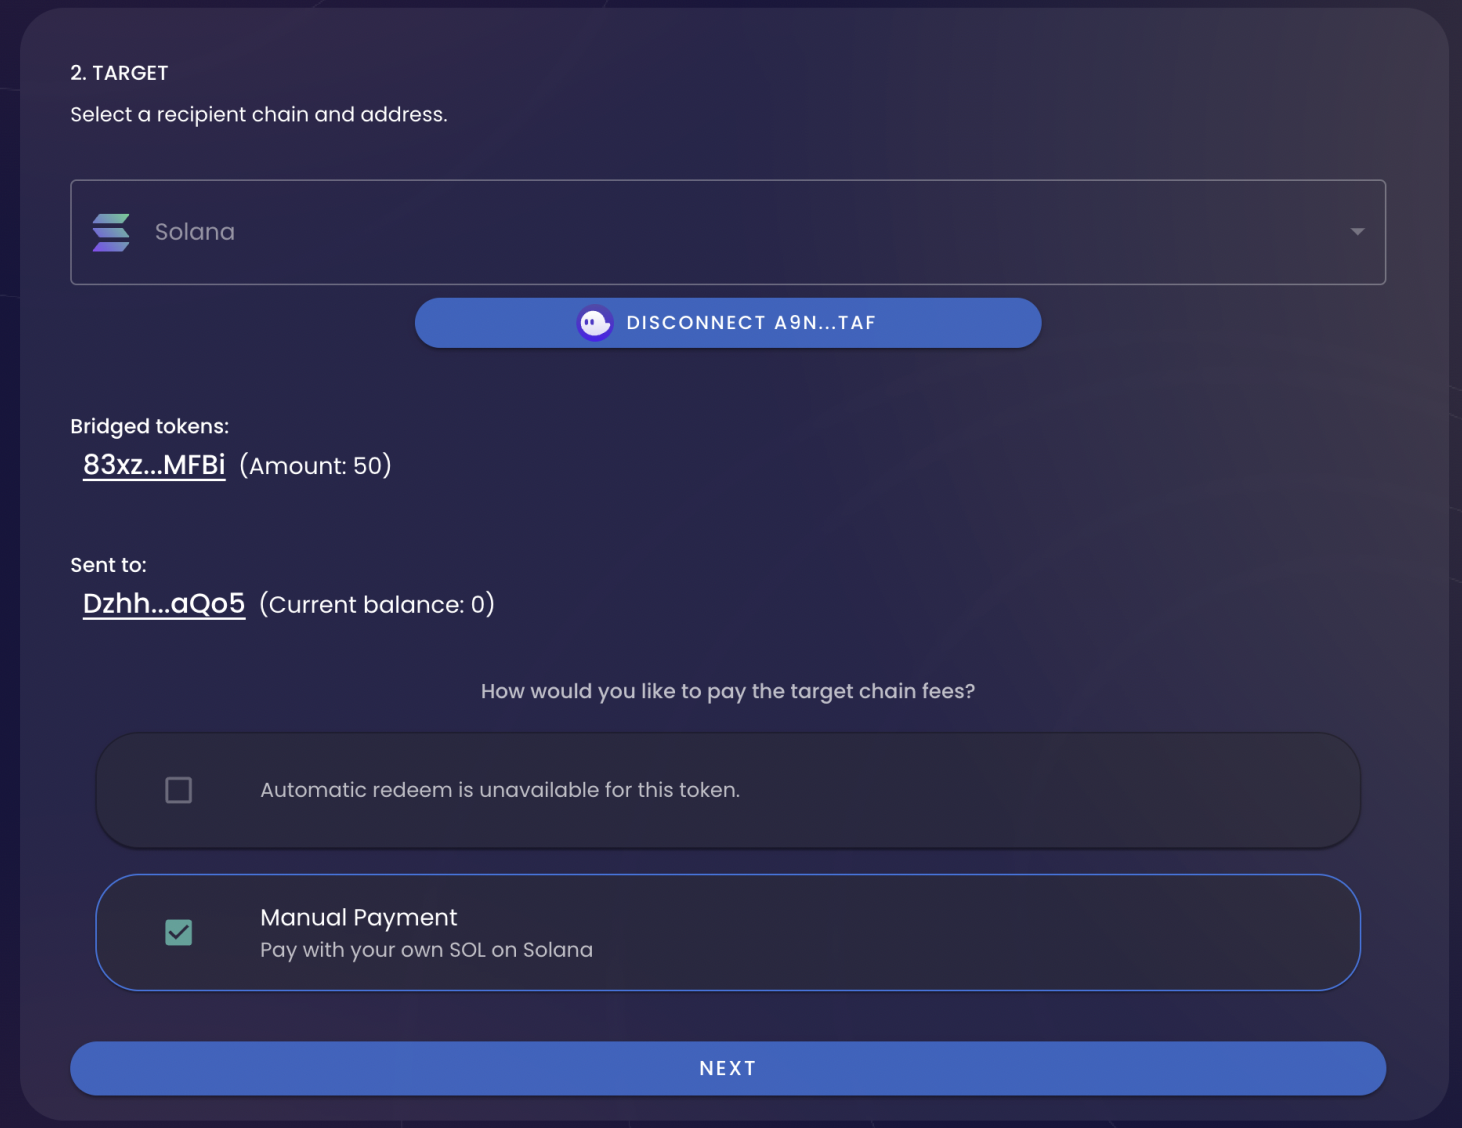 2. TARGET
Select a recipient chain and address.
Solana
DISCONNECT A9N...TAF
Bridged tokens:
83xz...MFBi (Amount: 50)
Sent to:
Dzhh...aQo5 (Current balance: 0)
How would you like to pay the target chain fees?
Automatic redeem is unavailable for this token.
Manual Payment
Pay with your own SOL on Solana
NEXT